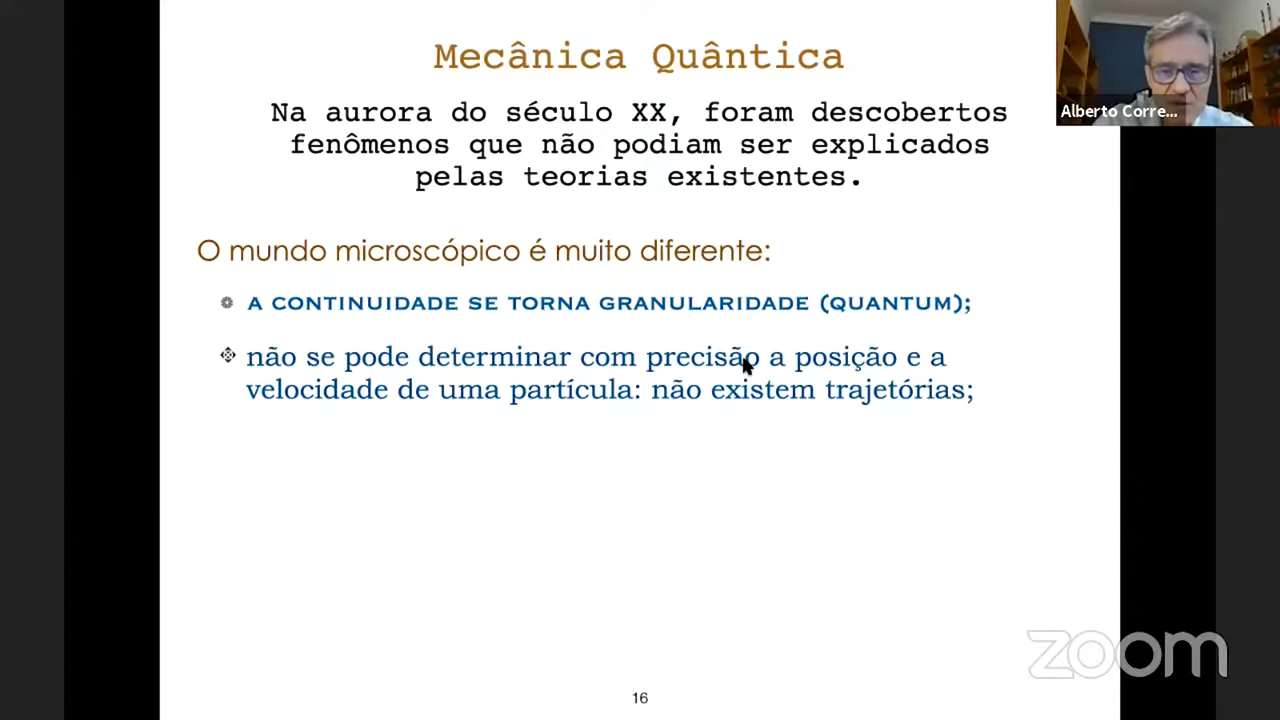 Mecânica Quântica
Alberto Corre...
Na aurora do século XX, foram descobertos
fenômenos que não podiam ser explicados
pelas teorias existentes.
O mundo microscópico é muito diferente:
A CONTINUIDADE SE TORNA GRANULARIDADE (QUANTUM);
não se pode determinar com precisão a posição e a
velocidade de uma partícula: não existem trajetórias;
zoom
16